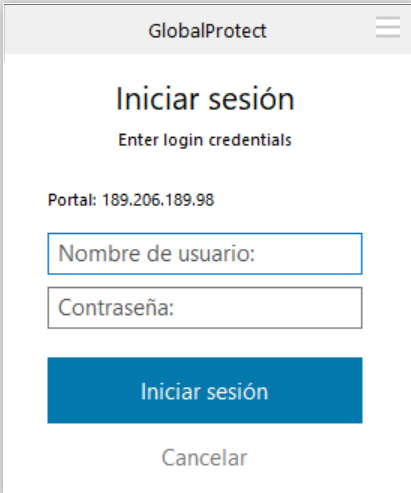 GlobalProtect
Iniciar sesión
Enter login credentials
Portal: 189.206.189.98
Nombre de usuario:
Contraseña:
Iniciar sesión
Cancelar